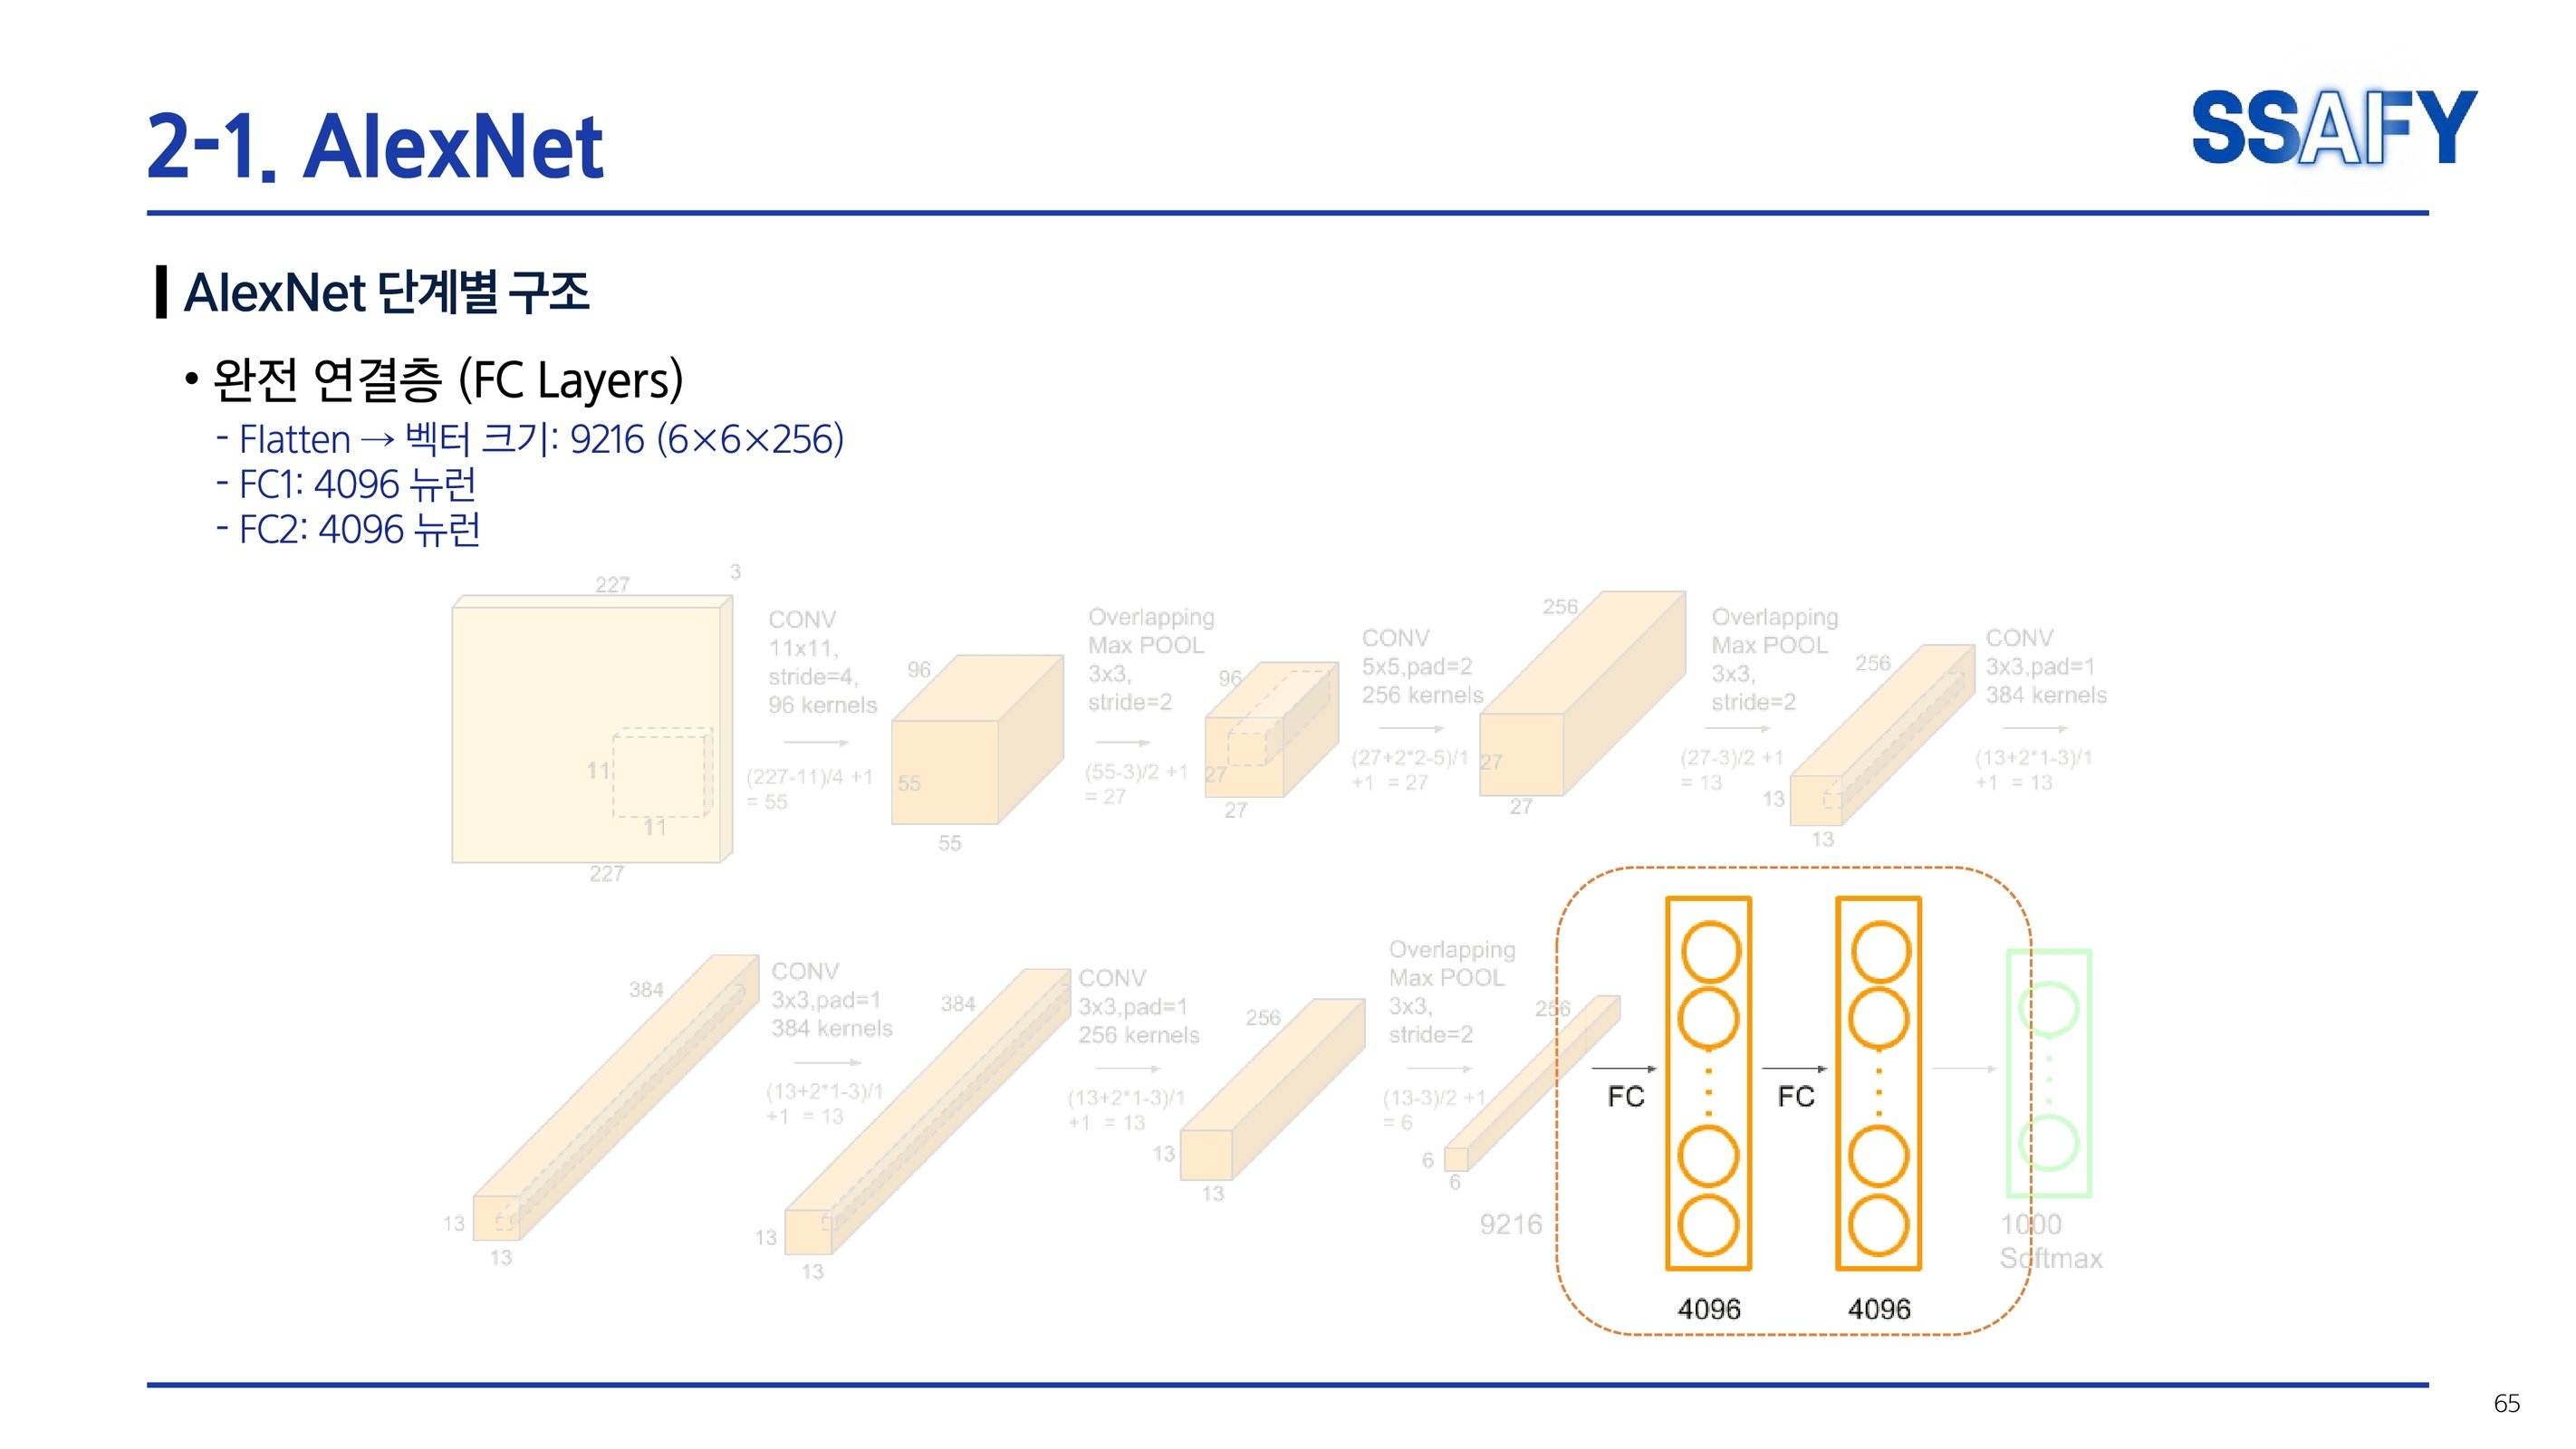 2-1. AlexNet
SSAFY
AlexNet 단계별 구조
• 완전 연결층 (FC Layers)
- Flatten → 벡터 크기: 9216 (6×6×256)
- FC1: 4096 뉴런
- FC2: 4096 뉴런
227
3
11
11
227
CONV
11x11,
stride=4,
96 kernels
(227-11)/4 +1
= 55
96
55
55
Overlapping
Max POOL
3x3,
stride=2
(55-3)/2 +1
= 27
96
27
27
CONV
5x5,pad=2
256 kernels
(27+2*2-5)/1
+1 = 27
256
27
27
Overlapping
Max POOL
3x3,
stride=2
(27-3)/2 +1
= 13
256
13
13
CONV
3x3,pad=1
384 kernels
(13+2*1-3)/1
+1 = 13
384
13
13
CONV
3x3,pad=1
384 kernels
(13+2*1-3)/1
+1 = 13
384
13
13
CONV
3x3,pad=1
256 kernels
(13+2*1-3)/1
+1 = 13
256
13
13
Overlapping
Max POOL
3x3,
stride=2
(13-3)/2 +1
= 6
256
6
6
9216
FC
4096
FC
4096
1000
Softmax
65